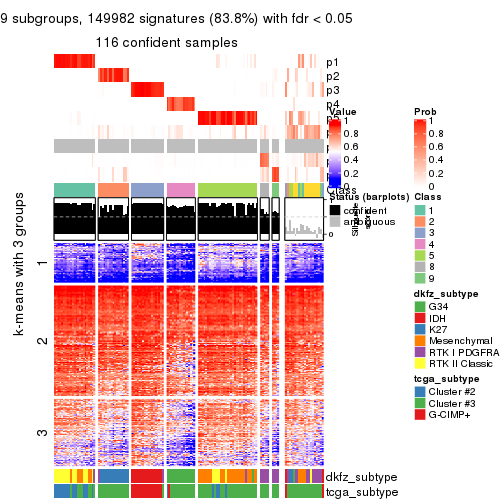 9 subgroups, 149982 signatures (83.8%) with fdr < 0.05
116 confident samples
p1
p2
p3
p4
Value
1
0.8
0.6
0.4
0.2
0
Prob
1
0.8
0.6
0.4
0.2
0
Class
Status (barplots)
confident
ambiguous
Silhouette score
0
Class
1
2
3
4
5
8
9
k-means with 3 groups
1
2
3
dkfz_subtype
G34
IDH
K27
Mesenchymal
RTK I PDGFRA
RTK II Classic
tcga_subtype
Cluster #2
Cluster #3
G-CIMP+
dkfz_subtype
tcga_subtype